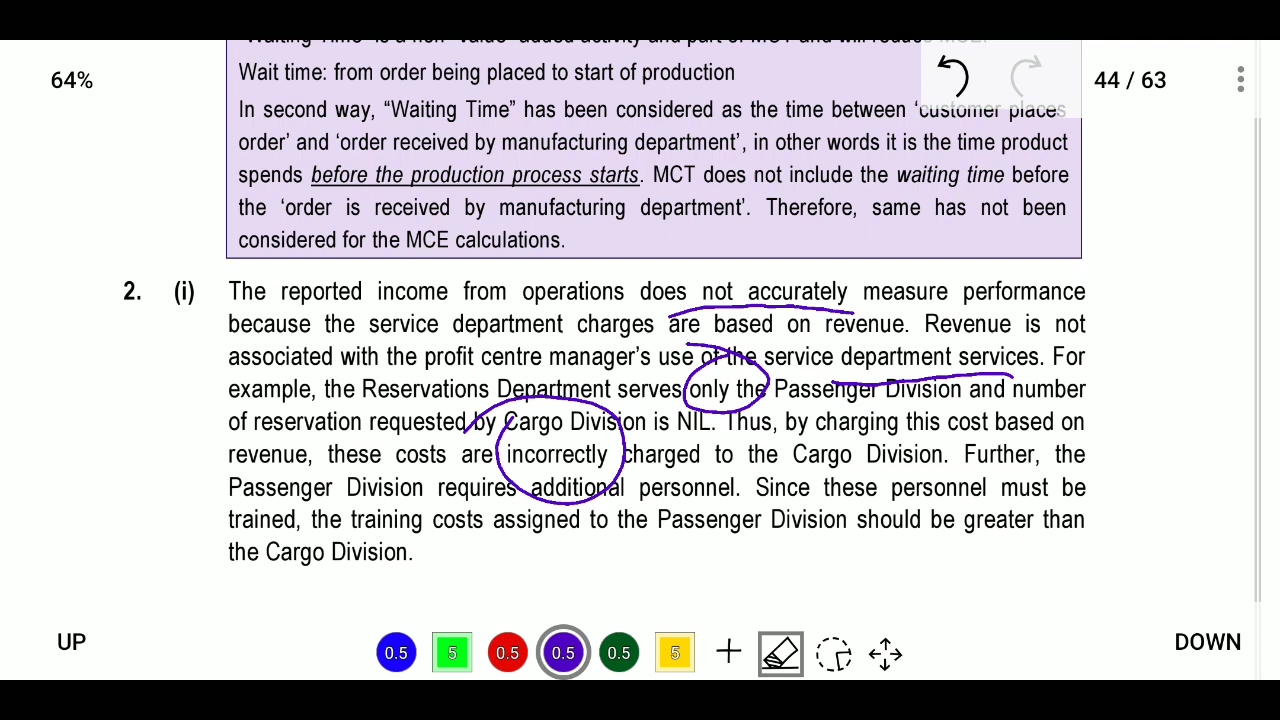 64%
44 / 63
Wait time: from order being placed to start of production
In second way, “Waiting Time” has been considered as the time between ‘customer places
order’ and ‘order received by manufacturing department’, in other words it is the time product
spends before the production process starts. MCT does not include the waiting time before
the ‘order is received by manufacturing department’. Therefore, same has not been
considered for the MCE calculations.
2. (i) The reported income from operations does not accurately measure performance
because the service department charges are based on revenue. Revenue is not
associated with the profit centre manager’s use of the service department services. For
example, the Reservations Department serves only the Passenger Division and number
of reservation requested by Cargo Division is NIL. Thus, by charging this cost based on
revenue, these costs are incorrectly charged to the Cargo Division. Further, the
Passenger Division requires additional personnel. Since these personnel must be
trained, the training costs assigned to the Passenger Division should be greater than
the Cargo Division.
UP
0.5 5 0.5 0.5 0.5 5
DOWN